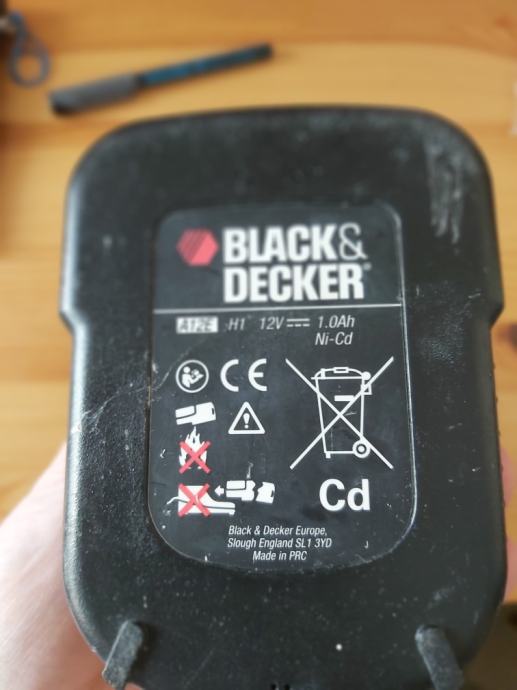 BLACK&
DECKER®
A12E H1 12V 1.0Ah
Ni-Cd
CE
Cd
Black & Decker Europe,
Slough England SL1 3YD
Made in PRC